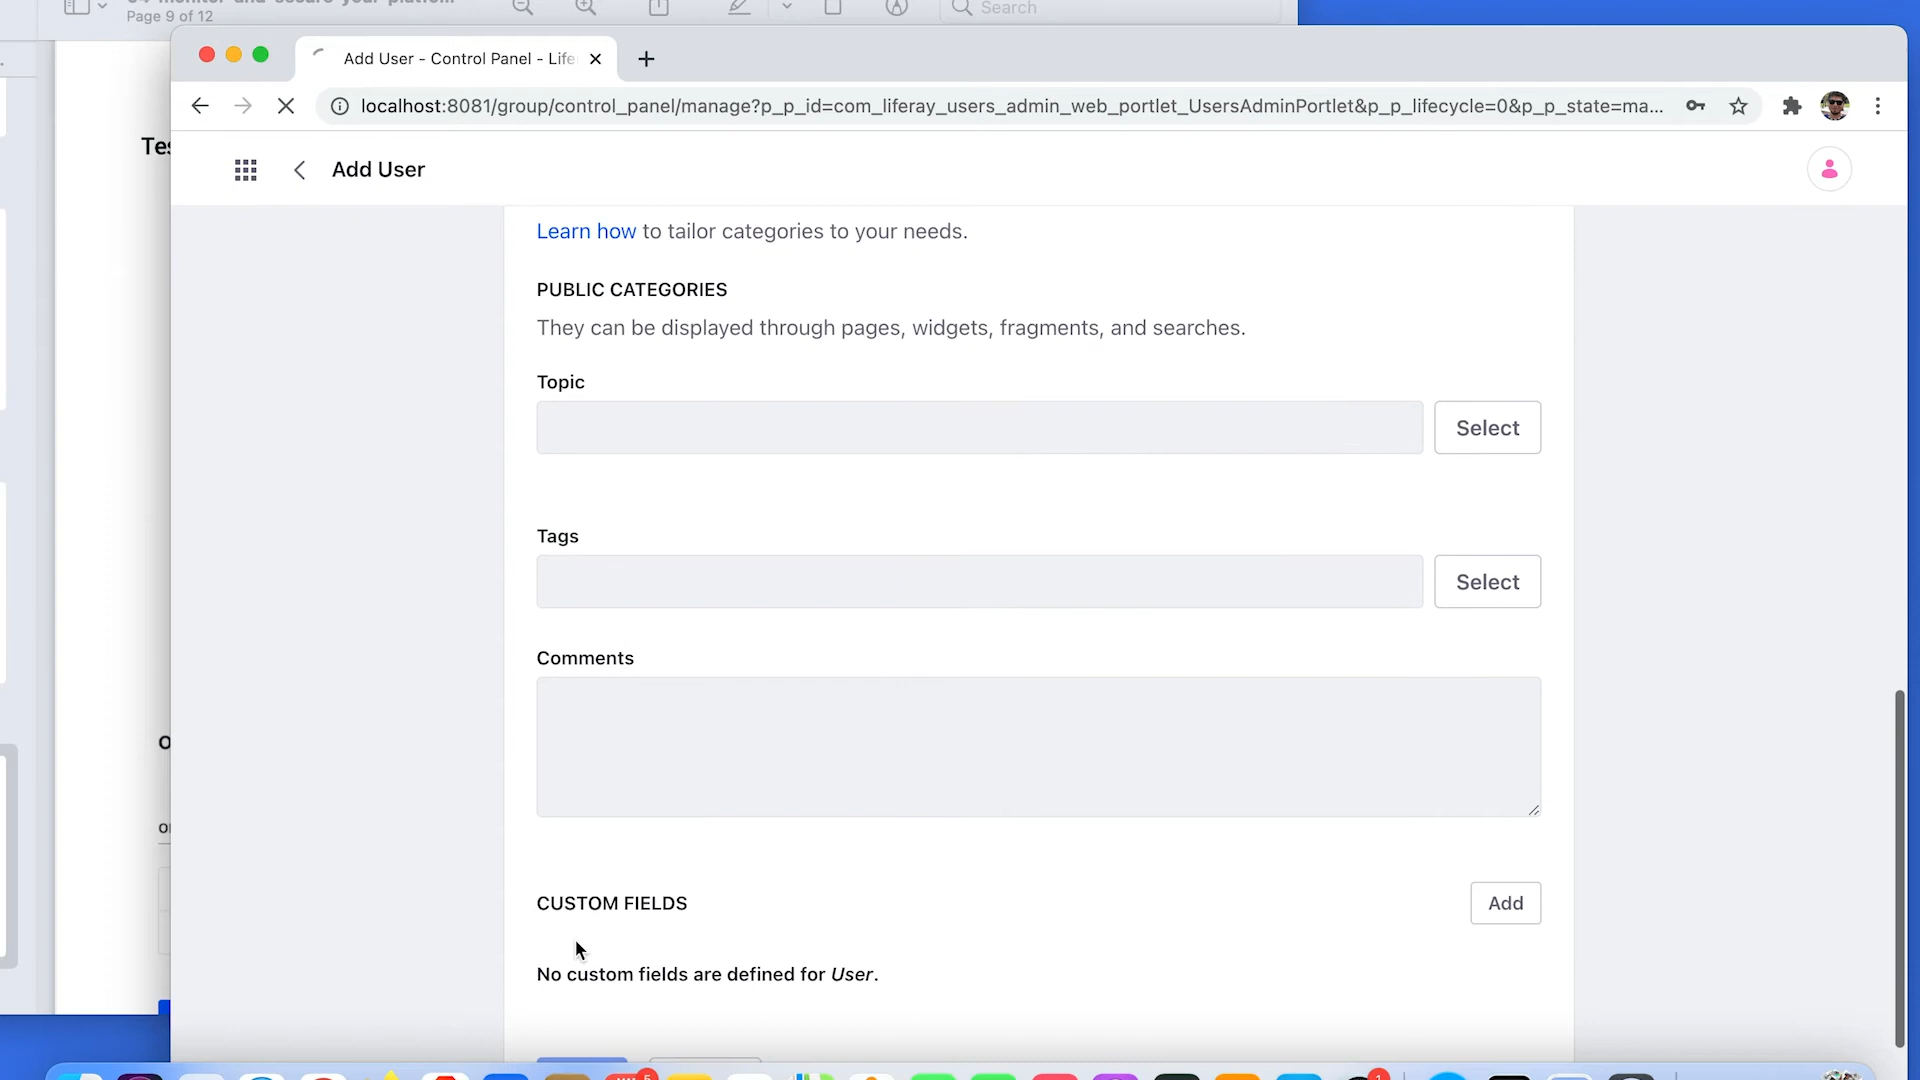 Page 9 of 12
Search
Add User - Control Panel - Life
localhost:8081/group/control_panel/manage?p_p_id=com_liferay_users_admin_web_portlet_UsersAdminPortlet&p_p_lifecycle=0&p_p_state=ma...
Add User
Learn how to tailor categories to your needs.
PUBLIC CATEGORIES
They can be displayed through pages, widgets, fragments, and searches.
Topic
Select
Tags
Select
Comments
CUSTOM FIELDS
Add
No custom fields are defined for User.
5
1